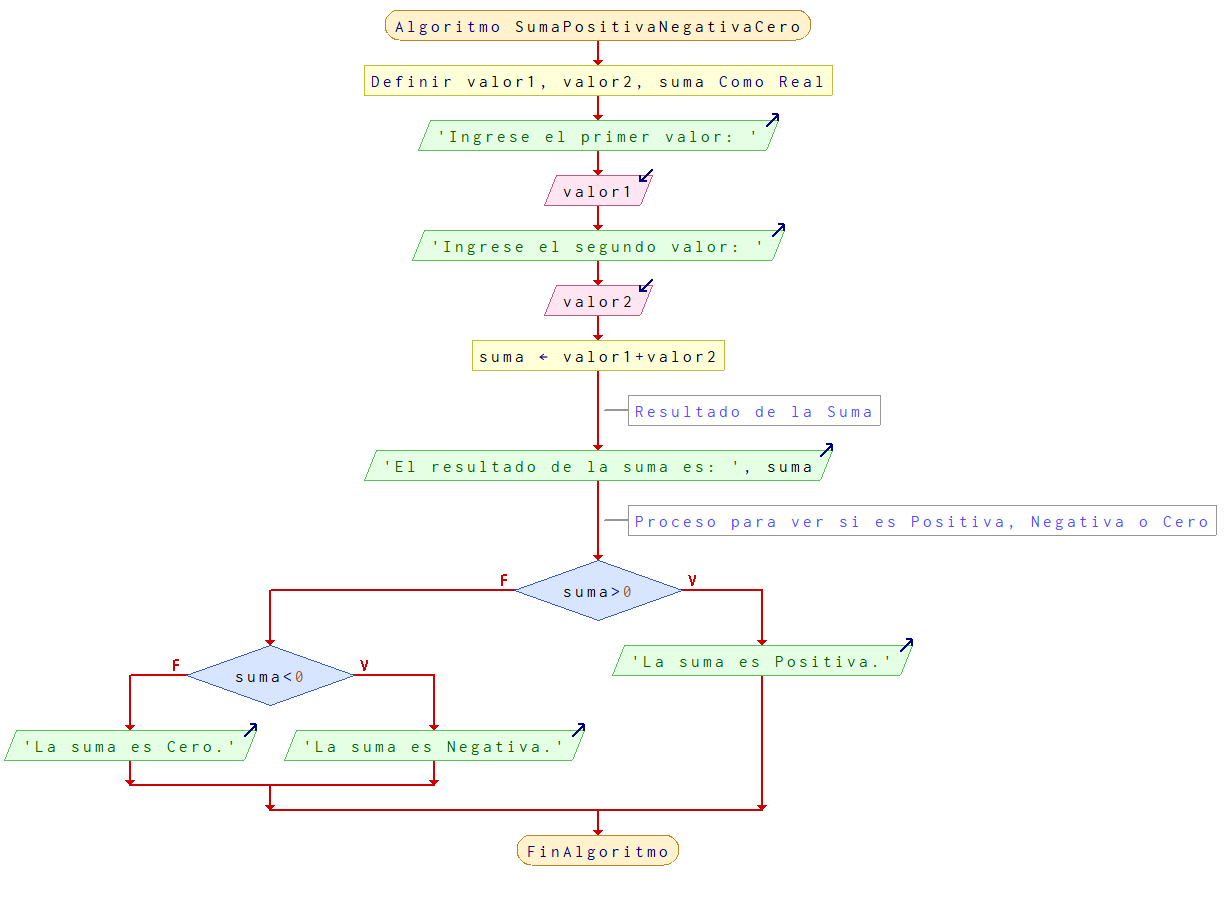 Algoritmo SumaPositivaNegativaCero
Definir valor1, valor2, suma Como Real
'Ingrese el primer valor: '
valor1
'Ingrese el segundo valor: '
valor2
suma ← valor1+valor2
Resultado de la Suma
'El resultado de la suma es: ', suma
Proceso para ver si es Positiva, Negativa o Cero
F
V
suma>0
F
V
suma<0
'La suma es Positiva.'
'La suma es Cero.'
'La suma es Negativa.'
FinAlgoritmo